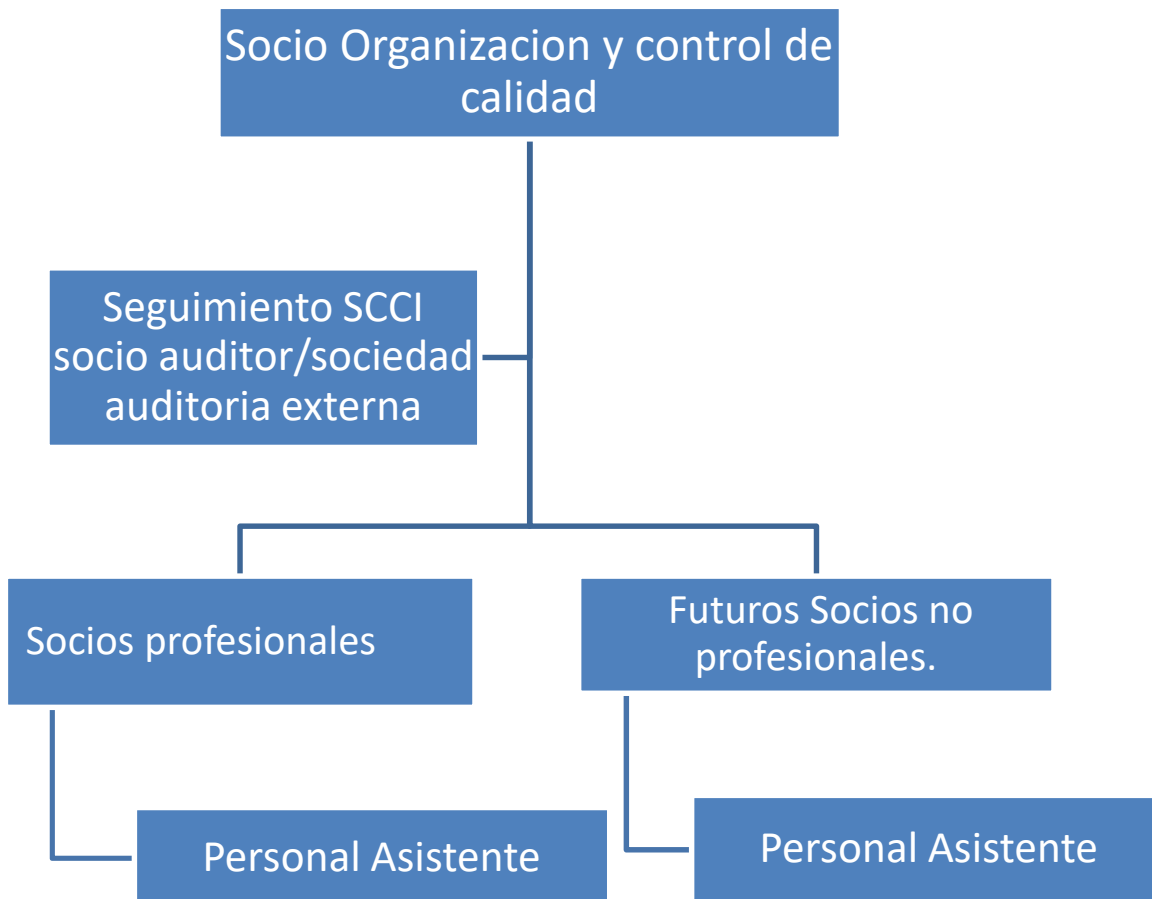 Socio Organizacion y control de
calidad
Seguimiento SCCI
socio auditor/sociedad
auditoria externa
Socios profesionales
Futuros Socios no
profesionales.
Personal Asistente
Personal Asistente